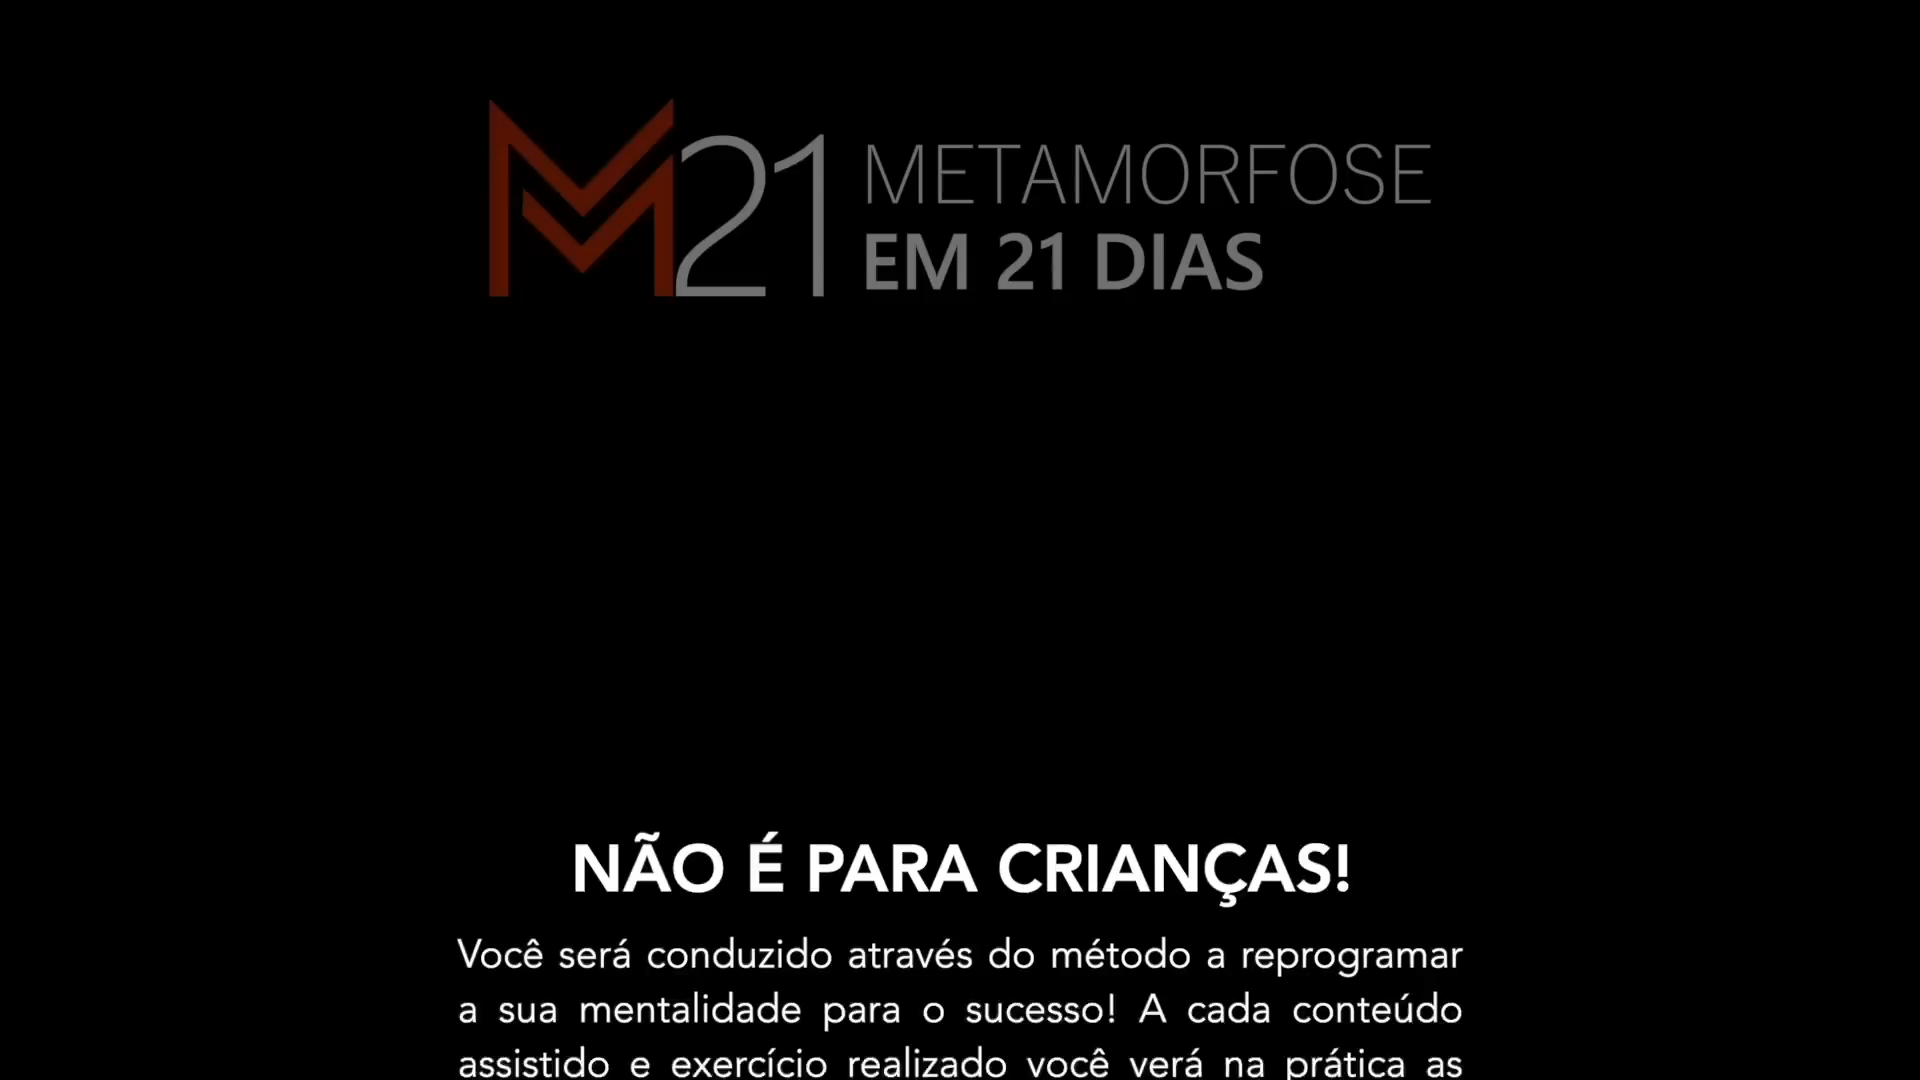 M21 METAMORFOSE
EM 21 DIAS
NÃO É PARA CRIANÇAS!
Você será conduzido através do método a reprogramar
a sua mentalidade para o sucesso! A cada conteúdo
assistido e exercício realizado você verá na prática as